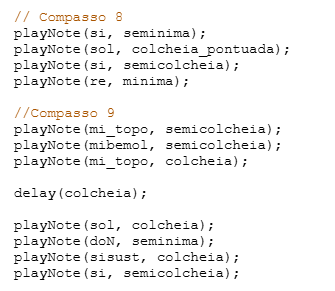 // Compasso 8
playNote(si, seminima);
playNote(sol, colcheia_pontuada);
playNote(si, semicolcheia);
playNote(re, minima);
//Compasso 9
playNote(mi_topo, semicolcheia);
playNote(mibemol, semicolcheia);
playNote(mi_topo, colcheia);
delay(colcheia);
playNote(sol, colcheia);
playNote(doN, seminima);
playNote(sisust, colcheia);
playNote(si, semicolcheia);